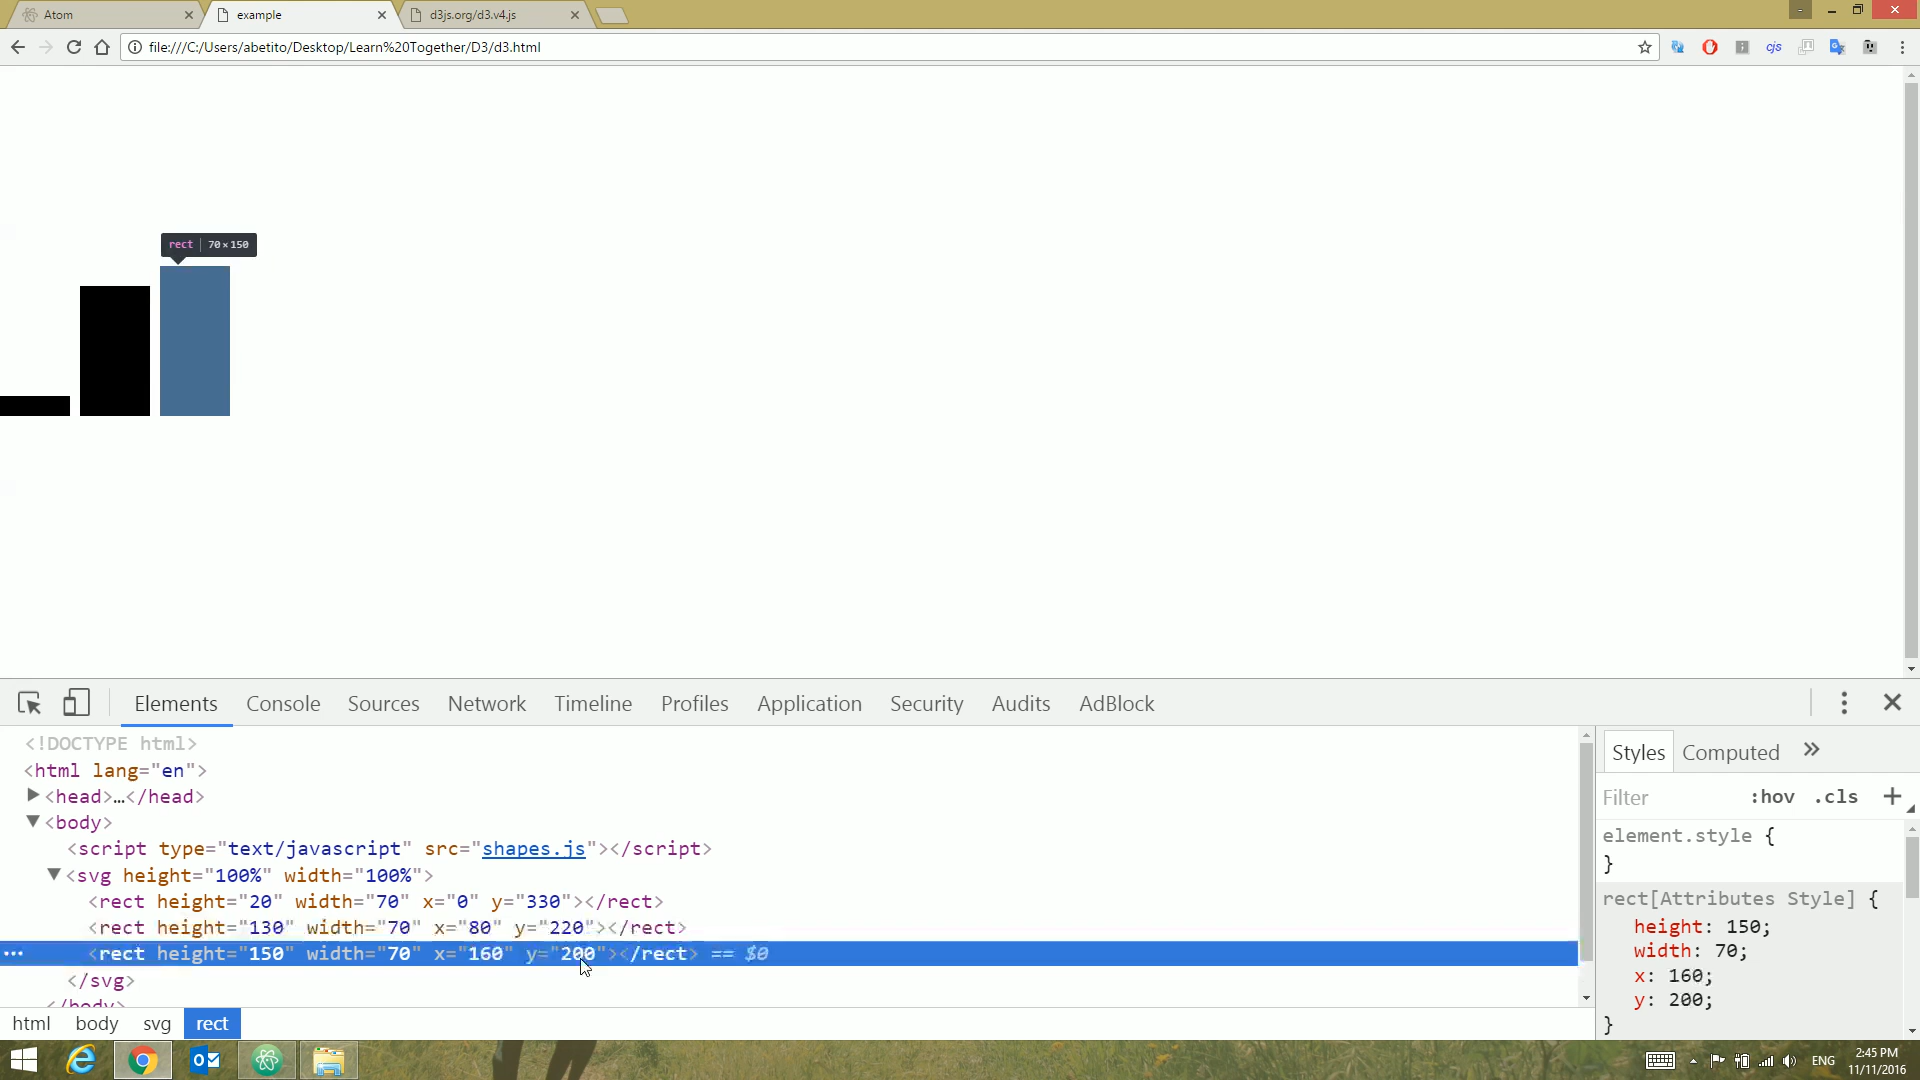 Atom
example
d3js.org/d3.v4.js
file:///C:/Users/abetito/Desktop/Learn%20Together/D3/d3.html
cjs
rect 70×150
Elements Console Sources Network Timeline Profiles Application Security Audits AdBlock
<!DOCTYPE html>
<html lang="en">
<head>…</head>
<body>
<script type="text/javascript" src="shapes.js"></script>
<svg height="100%" width="100%">
<rect height="20" width="70" x="0" y="330"></rect>
<rect height="130" width="70" x="80" y="220"></rect>
<rect height="150" width="70" x="160" y="200"></rect> == $0
</svg>
</body>
html body svg rect
Styles Computed »
Filter :hov .cls +
element.style {
}
rect[Attributes Style] {
height: 150;
width: 70;
x: 160;
y: 200;
}
ENG
2:45 PM
11/11/2016